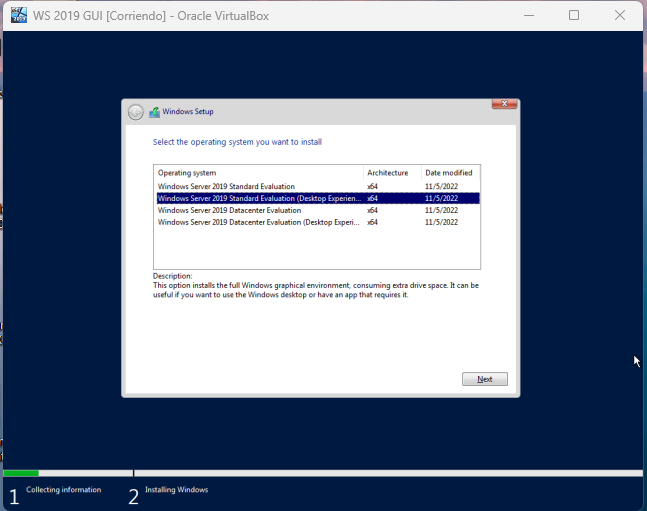 WS 2019 GUI [Corriendo] - Oracle VirtualBox
Windows Setup
Select the operating system you want to install
Operating system Architecture Date modified
Windows Server 2019 Standard Evaluation x64 11/5/2022
Windows Server 2019 Standard Evaluation (Desktop Experien... x64 11/5/2022
Windows Server 2019 Datacenter Evaluation x64 11/5/2022
Windows Server 2019 Datacenter Evaluation (Desktop Experi... x64 11/5/2022
Description:
This option installs the full Windows graphical environment, consuming extra drive space. It can be
useful if you want to use the Windows desktop or have an app that requires it.
Next
1 Collecting information 2 Installing Windows